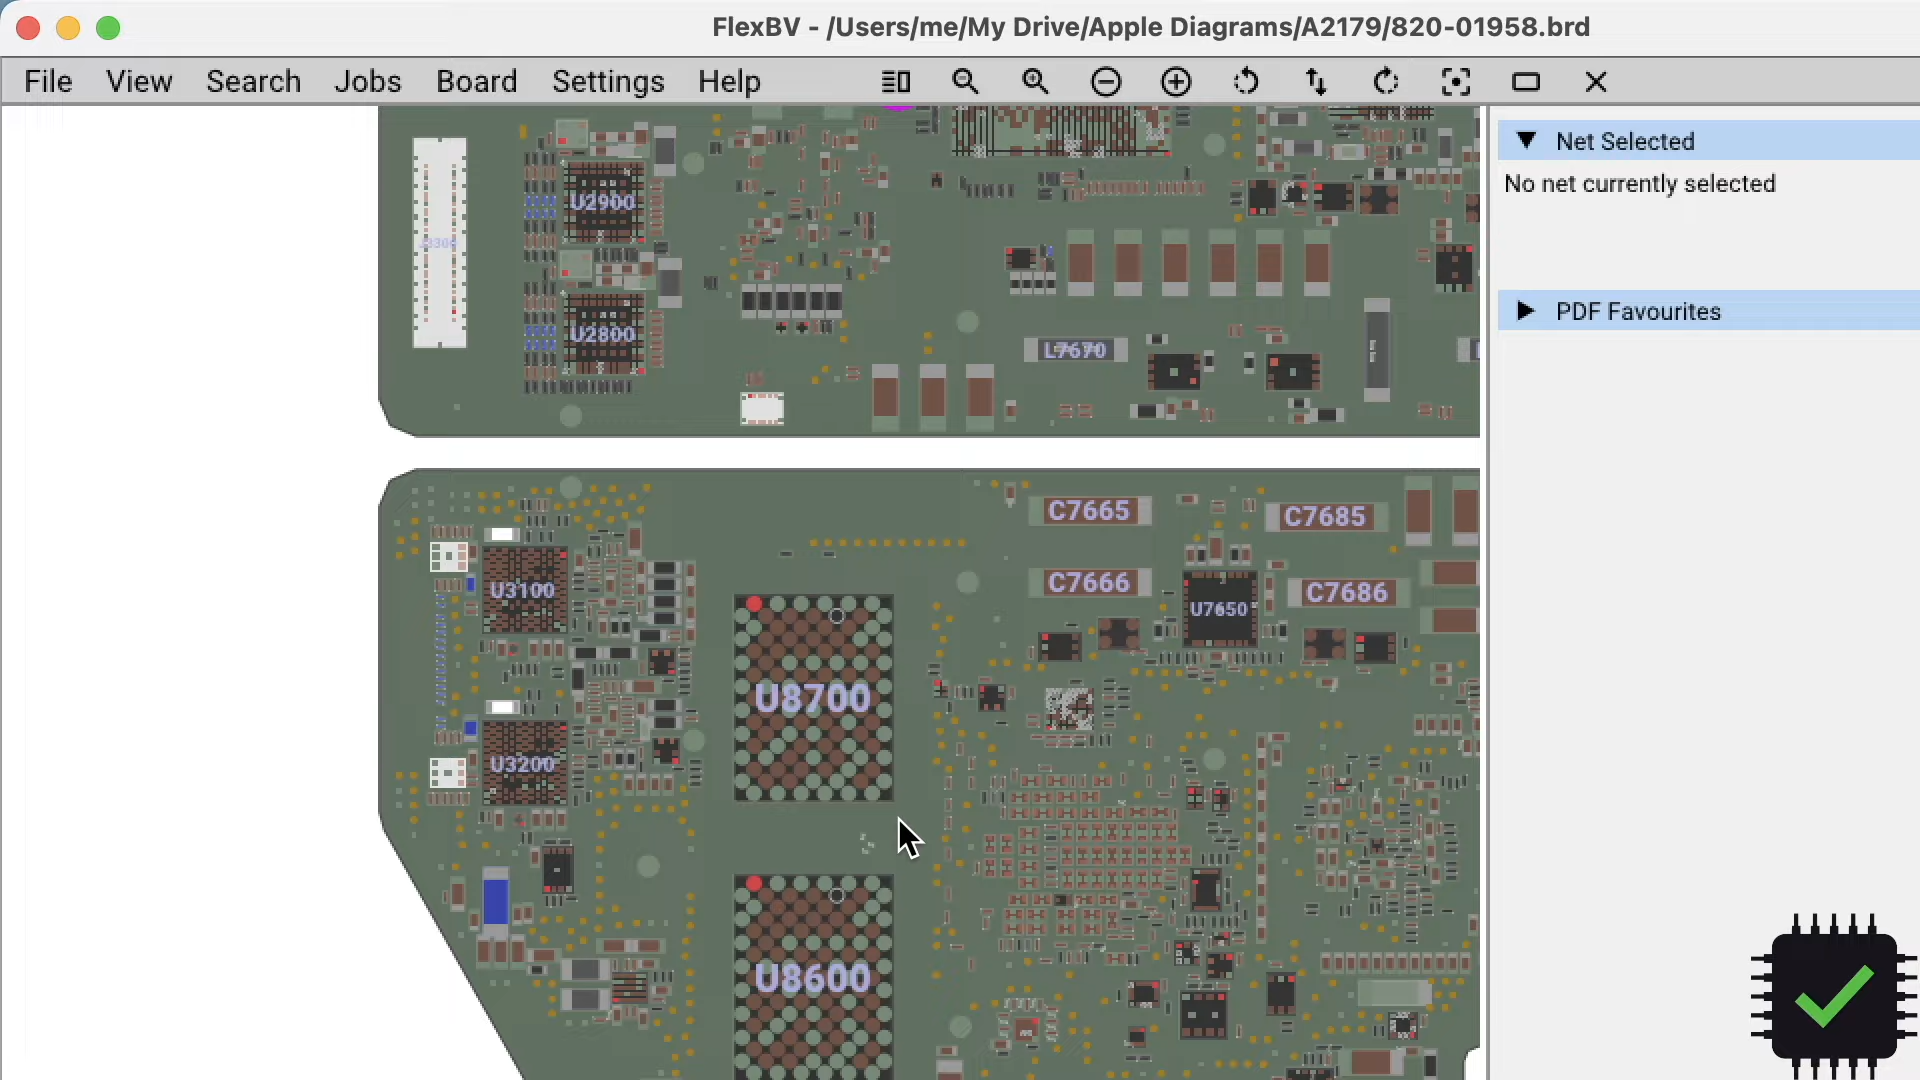 FlexBV - /Users/me/My Drive/Apple Diagrams/A2179/820-01958.brd
File View Search Jobs Board Settings Help
Net Selected
No net currently selected
PDF Favourites
U2900
U2800
L7670
C7665
C7685
C7666
C7686
U3100
U7650
U8700
U3200
U8600